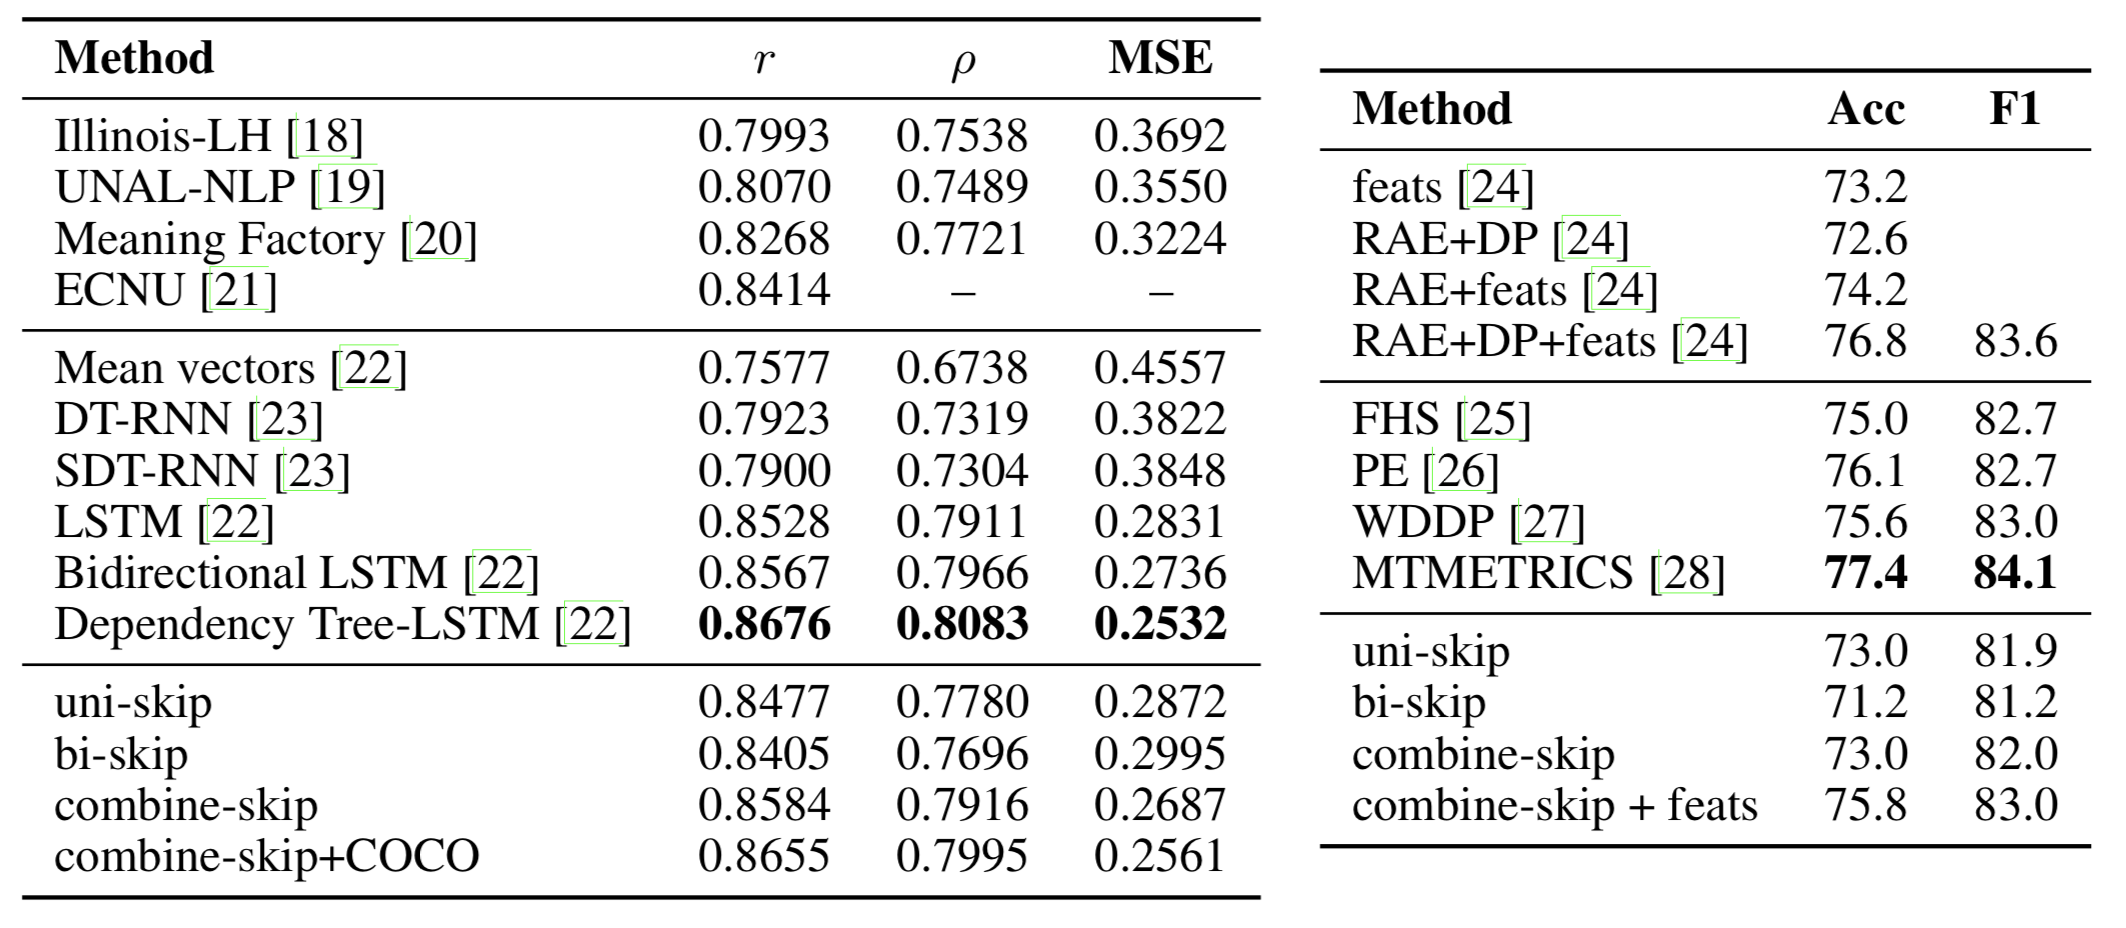 Method r ρ MSE
Illinois-LH [18] 0.7993 0.7538 0.3692
UNAL-NLP [19] 0.8070 0.7489 0.3550
Meaning Factory [20] 0.8268 0.7721 0.3224
ECNU [21] 0.8414 – –
Mean vectors [22] 0.7577 0.6738 0.4557
DT-RNN [23] 0.7923 0.7319 0.3822
SDT-RNN [23] 0.7900 0.7304 0.3848
LSTM [22] 0.8528 0.7911 0.2831
Bidirectional LSTM [22] 0.8567 0.7966 0.2736
Dependency Tree-LSTM [22] 0.8676 0.8083 0.2532
uni-skip 0.8477 0.7780 0.2872
bi-skip 0.8405 0.7696 0.2995
combine-skip 0.8584 0.7916 0.2687
combine-skip+COCO 0.8655 0.7995 0.2561
Method Acc F1
feats [24] 73.2
RAE+DP [24] 72.6
RAE+feats [24] 74.2
RAE+DP+feats [24] 76.8 83.6
FHS [25] 75.0 82.7
PE [26] 76.1 82.7
WDDP [27] 75.6 83.0
MTMETRICS [28] 77.4 84.1
uni-skip 73.0 81.9
bi-skip 71.2 81.2
combine-skip 73.0 82.0
combine-skip + feats 75.8 83.0